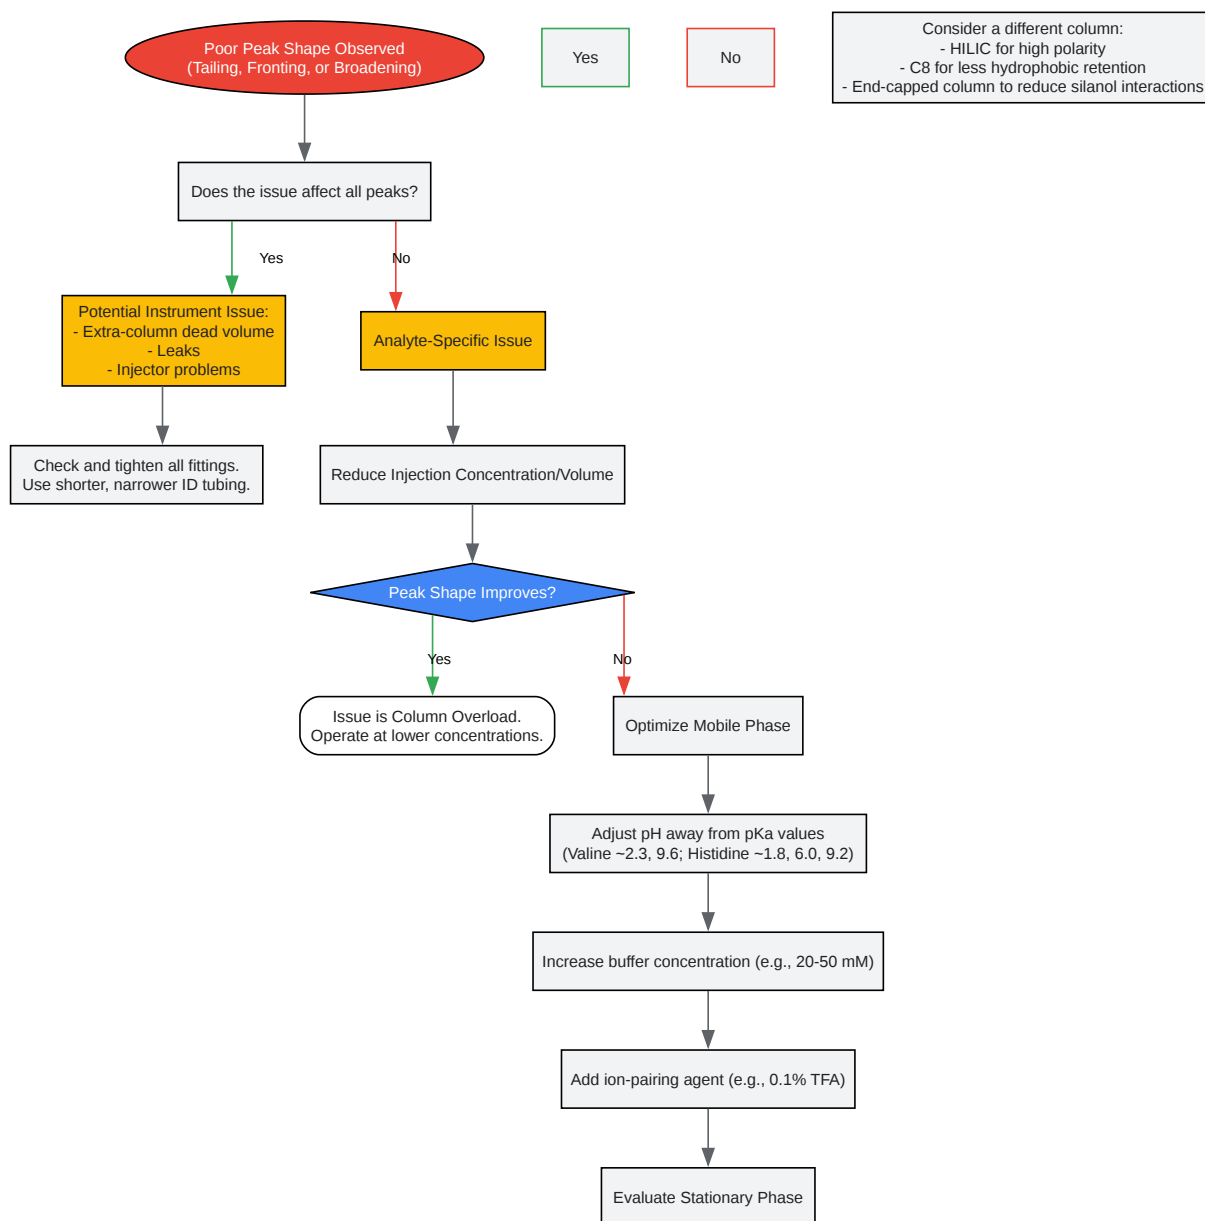 Poor Peak Shape Observed
(Tailing, Fronting, or Broadening)
Yes
No
Consider a different column:
- HILIC for high polarity
- C8 for less hydrophobic retention
- End-capped column to reduce silanol interactions
Does the issue affect all peaks?
Yes
No
Potential Instrument Issue:
- Extra-column dead volume
- Leaks
- Injector problems
Analyte-Specific Issue
Check and tighten all fittings.
Use shorter, narrower ID tubing.
Reduce Injection Concentration/Volume
Peak Shape Improves?
Yes
No
Issue is Column Overload.
Operate at lower concentrations.
Optimize Mobile Phase
Adjust pH away from pKa values
(Valine ~2.3, 9.6; Histidine ~1.8, 6.0, 9.2)
Increase buffer concentration (e.g., 20-50 mM)
Add ion-pairing agent (e.g., 0.1% TFA)
Evaluate Stationary Phase